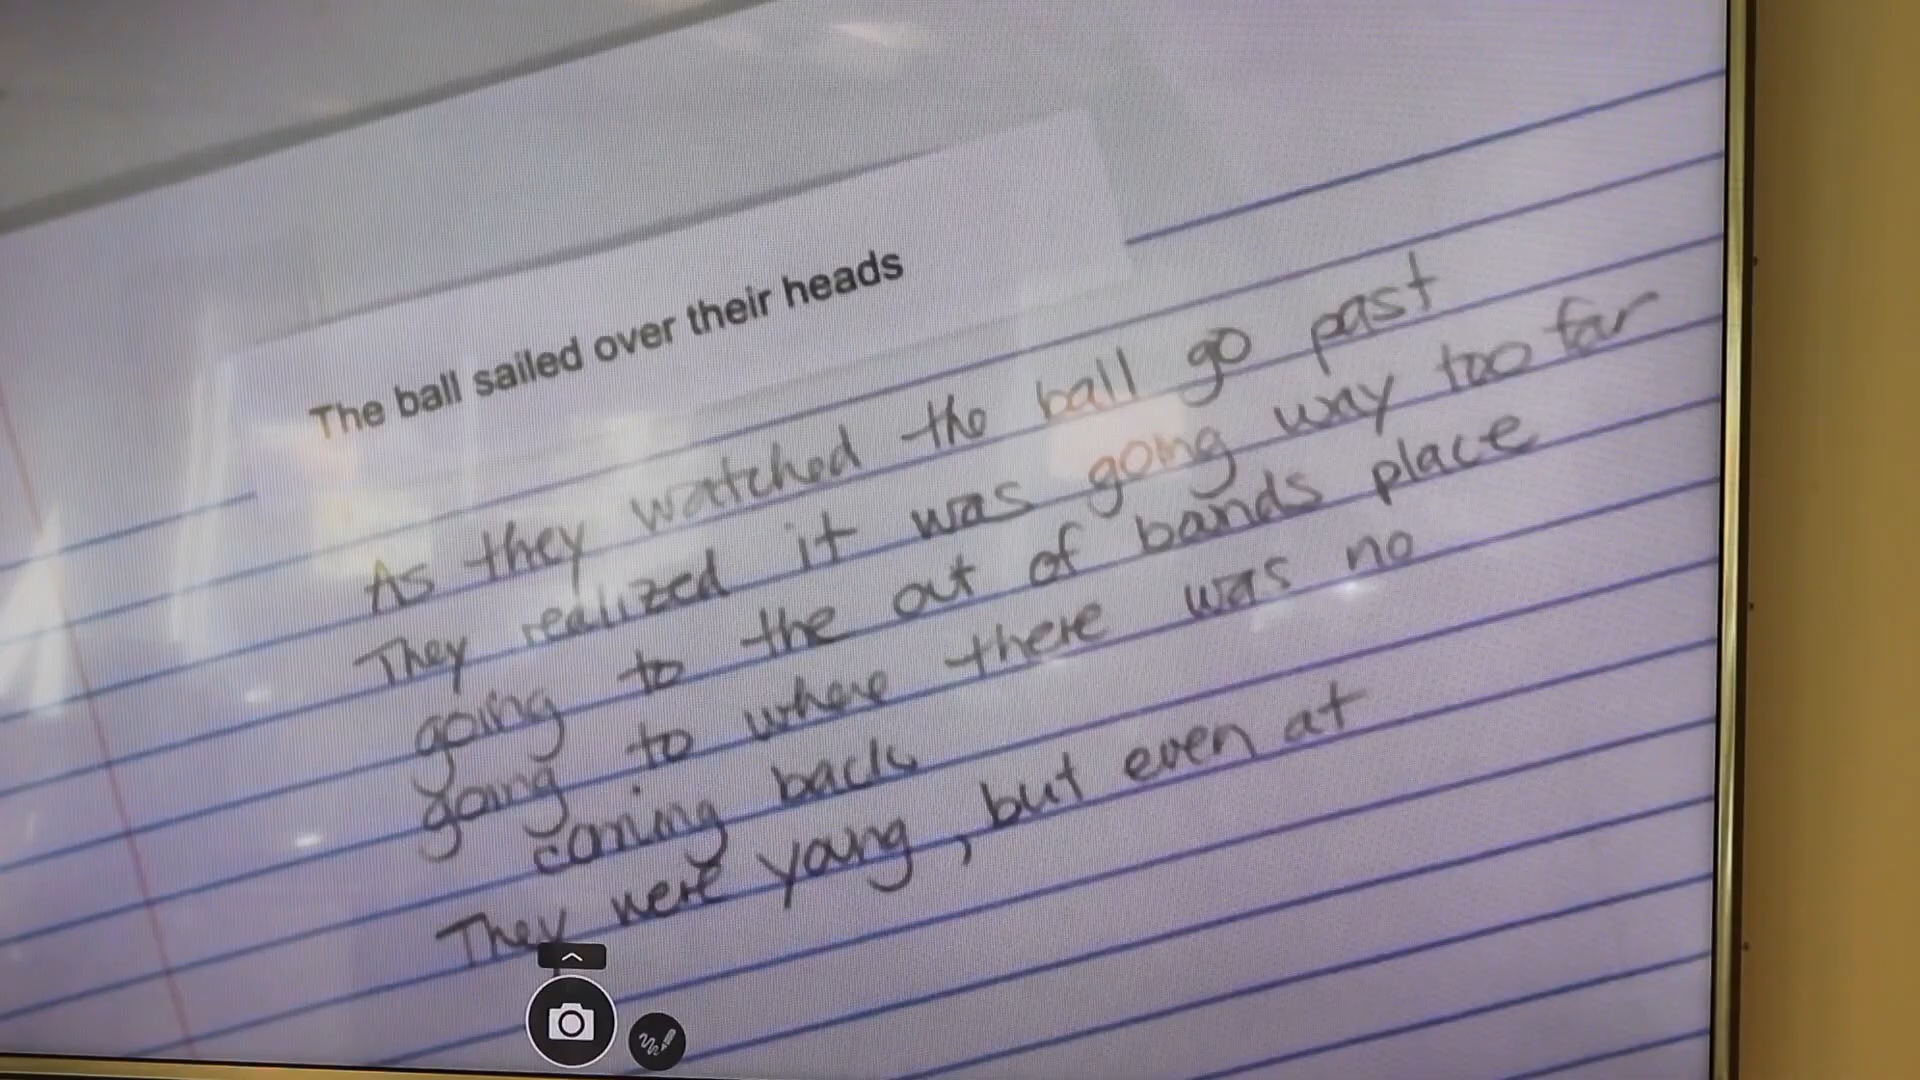 The ball sailed over their heads
As they watched the ball go past
They realized it was going way too far
going to the out of bands place
going to where there was no
coming back
They were young, but even at